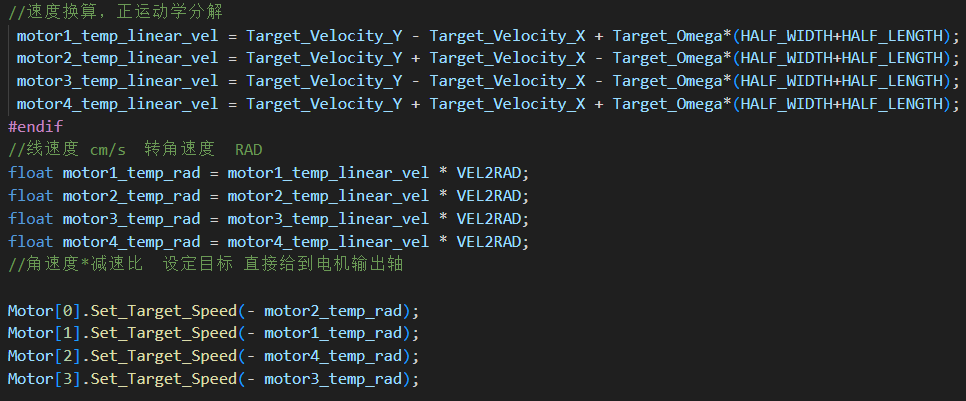 //速度换算，正运动学分解
motor1_temp_linear_vel = Target_Velocity_Y - Target_Velocity_X + Target_Omega*(HALF_WIDTH+HALF_LENGTH);
motor2_temp_linear_vel = Target_Velocity_Y + Target_Velocity_X - Target_Omega*(HALF_WIDTH+HALF_LENGTH);
motor3_temp_linear_vel = Target_Velocity_Y - Target_Velocity_X - Target_Omega*(HALF_WIDTH+HALF_LENGTH);
motor4_temp_linear_vel = Target_Velocity_Y + Target_Velocity_X + Target_Omega*(HALF_WIDTH+HALF_LENGTH);
#endif
//线速度 cm/s  转角速度  RAD
float motor1_temp_rad = motor1_temp_linear_vel * VEL2RAD;
float motor2_temp_rad = motor2_temp_linear_vel * VEL2RAD;
float motor3_temp_rad = motor3_temp_linear_vel * VEL2RAD;
float motor4_temp_rad = motor4_temp_linear_vel * VEL2RAD;
//角速度*减速比  设定目标 直接给到电机输出轴
Motor[0].Set_Target_Speed(- motor2_temp_rad);
Motor[1].Set_Target_Speed(- motor1_temp_rad);
Motor[2].Set_Target_Speed(- motor4_temp_rad);
Motor[3].Set_Target_Speed(- motor3_temp_rad);